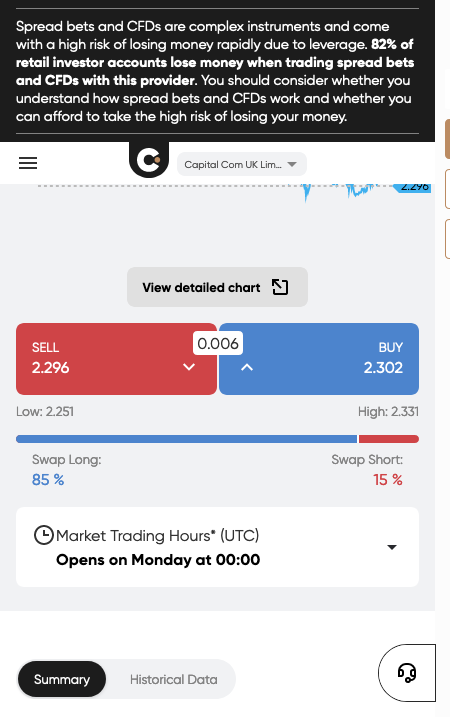 Spread bets and CFDs are complex instruments and come
with a high risk of losing money rapidly due to leverage. 82% of
retail investor accounts lose money when trading spread bets
and CFDs with this provider. You should consider whether you
understand how spread bets and CFDs work and whether you
can afford to take the high risk of losing your money.
Capital Com UK Lim...
2.296
View detailed chart
SELL
2.296
0.006
BUY
2.302
Low: 2.251
High: 2.331
Swap Long:
85 %
Swap Short:
15 %
Market Trading Hours* (UTC)
Opens on Monday at 00:00
Summary
Historical Data